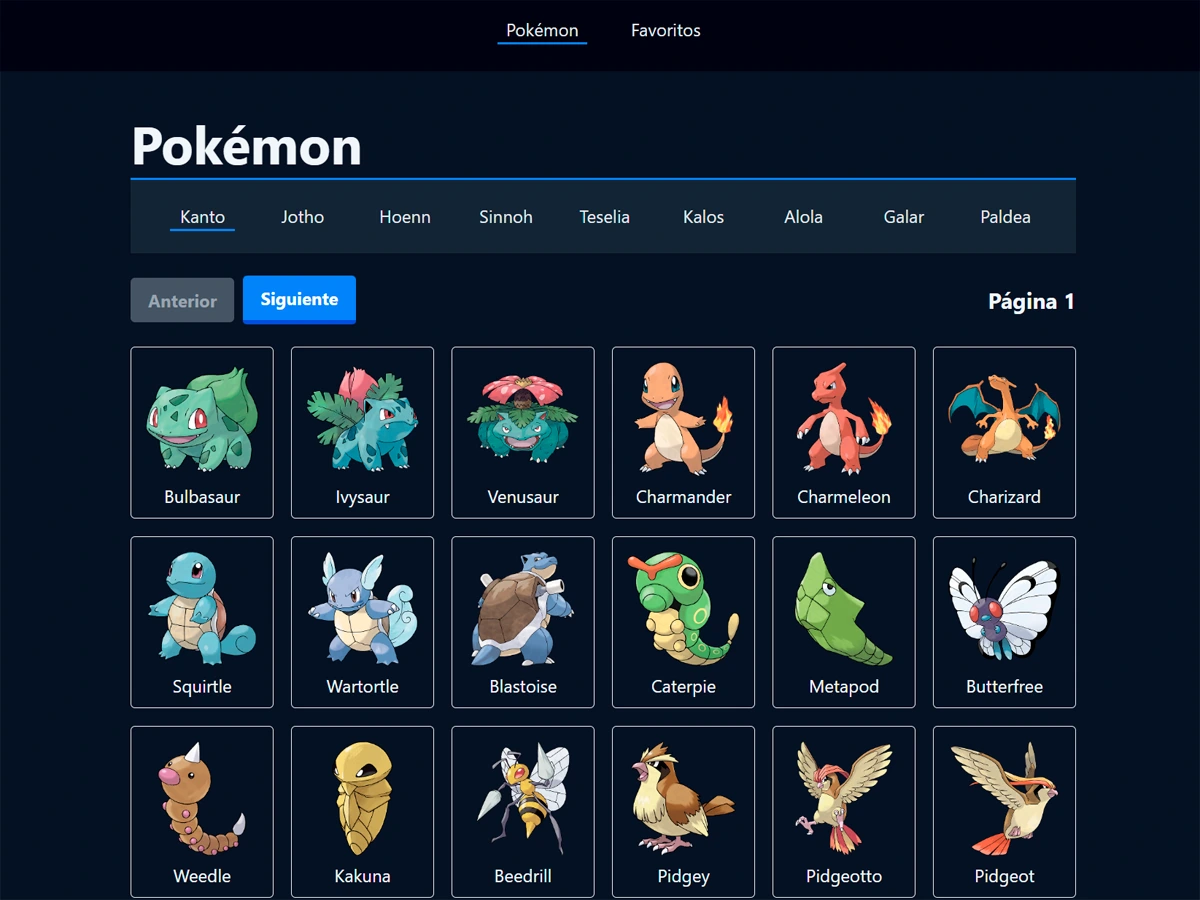 Pokémon Favoritos
Pokémon
Kanto Jotho Hoenn Sinnoh Teselia Kalos Alola Galar Paldea
Anterior Siguiente Página 1
Bulbasaur Ivysaur Venusaur Charmander Charmeleon Charizard
Squirtle Wartortle Blastoise Caterpie Metapod Butterfree
Weedle Kakuna Beedrill Pidgey Pidgeotto Pidgeot